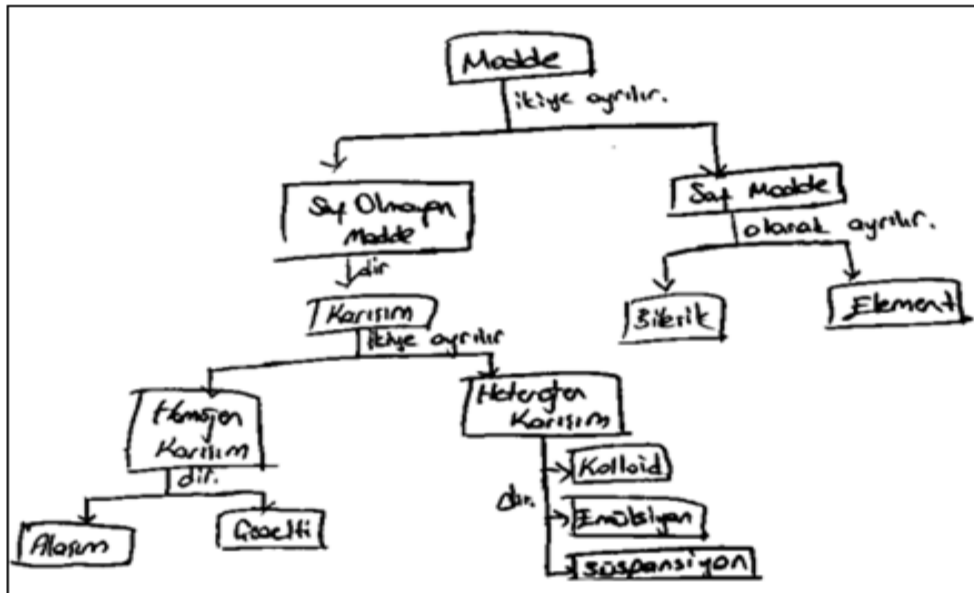 Madde
ikiye ayrılır.
Saf Olmayan
Madde
Saf Madde
dir
olarak ayrılır.
Karışım
Bileşik
Element
ikiye ayrılır
Homojen
Karışım
Heterojen
Karışım
dir.
Kolloid
dır.
Emülsiyon
Alaşım
Çözelti
Süspansiyon